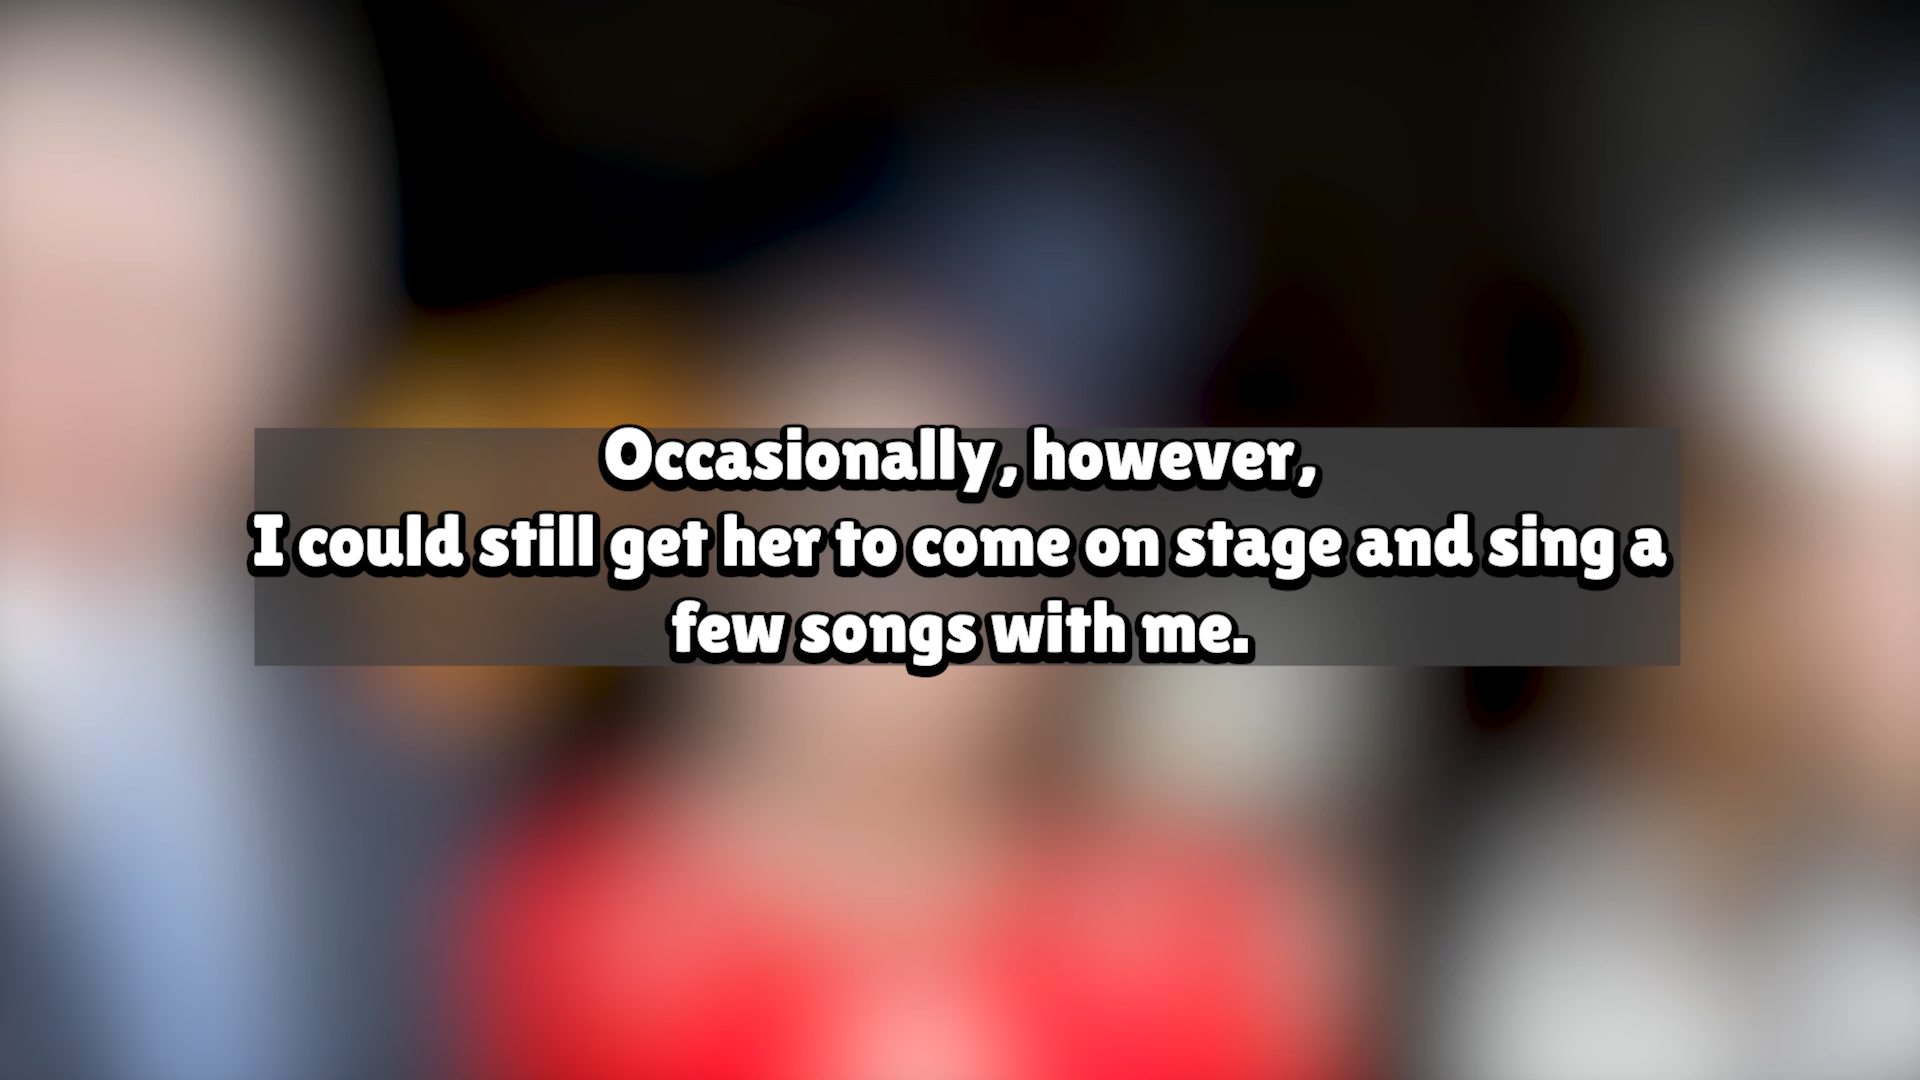 Occasionally, however,
I could still get her to come on stage and sing a
few songs with me.